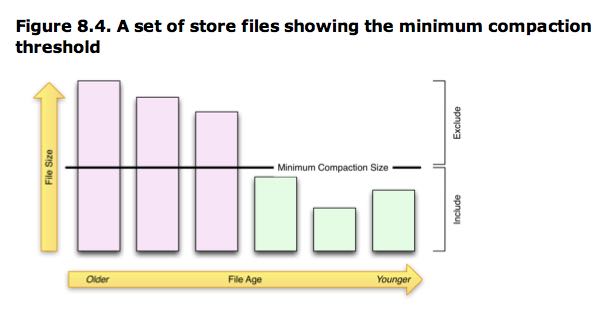 Figure 8.4. A set of store files showing the minimum compaction
threshold
File Size
Minimum Compaction Size
Exclude
Include
Older
File Age
Younger